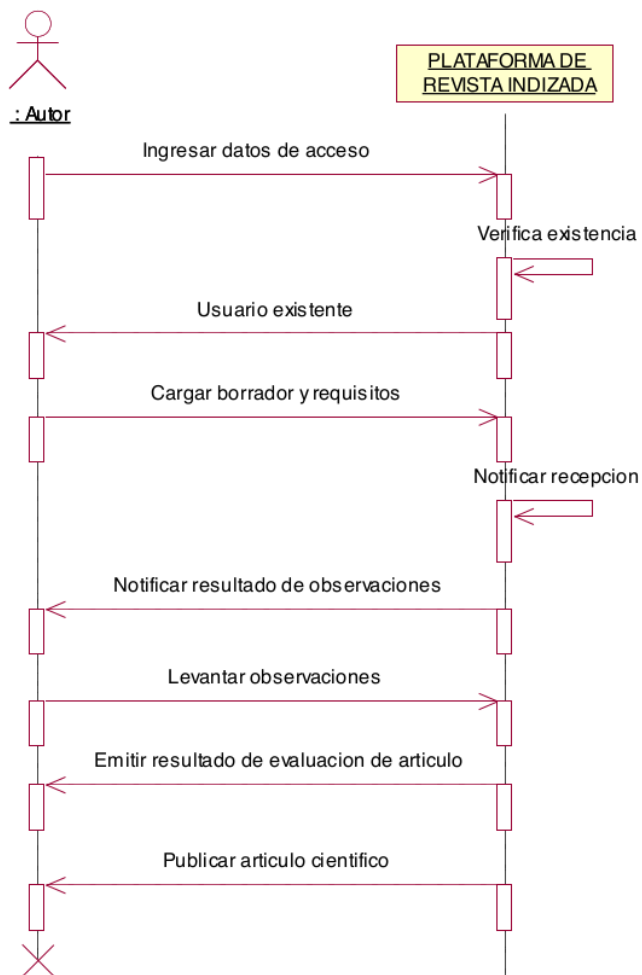 PLATAFORMA DE
REVISTA INDIZADA
: Autor
Ingresar datos de acceso
Verifica existencia
Usuario existente
Cargar borrador y requisitos
Notificar recepcion
Notificar resultado de observaciones
Levantar observaciones
Emitir resultado de evaluacion de articulo
Publicar articulo cientifico